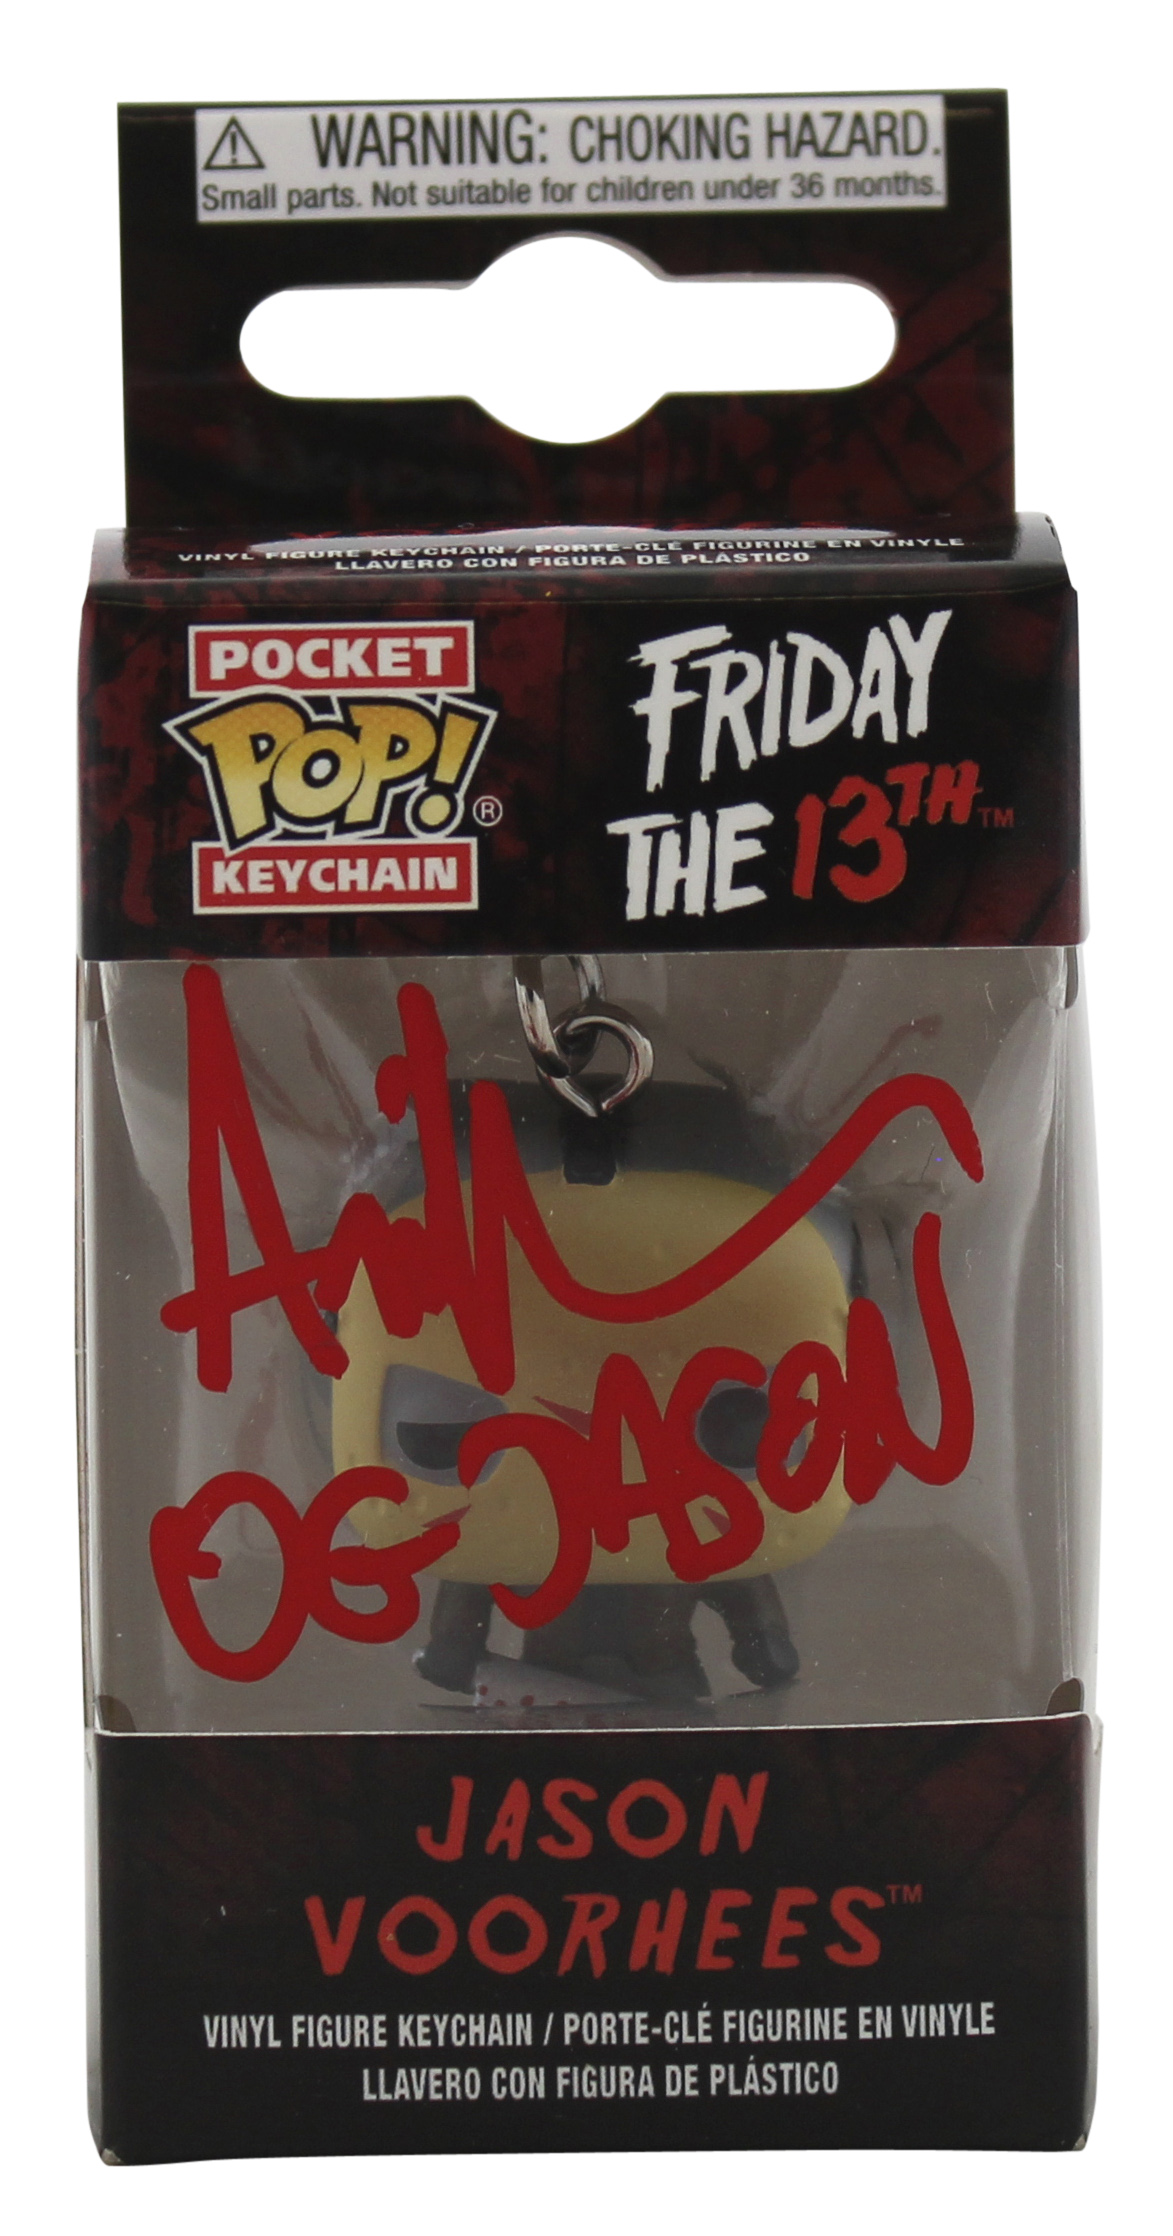 WARNING: CHOKING HAZARD.
Small parts. Not suitable for children under 36 months.
VINYL FIGURE KEYCHAIN / PORTE-CLÉ FIGURINE EN VINYLE
LLAVERO CON FIGURA DE PLÁSTICO
POCKET
POP!®
KEYCHAIN
FRIDAY
THE 13TH™
OG JASON
JASON
VOORHEES™
VINYL FIGURE KEYCHAIN / PORTE-CLÉ FIGURINE EN VINYLE
LLAVERO CON FIGURA DE PLÁSTICO